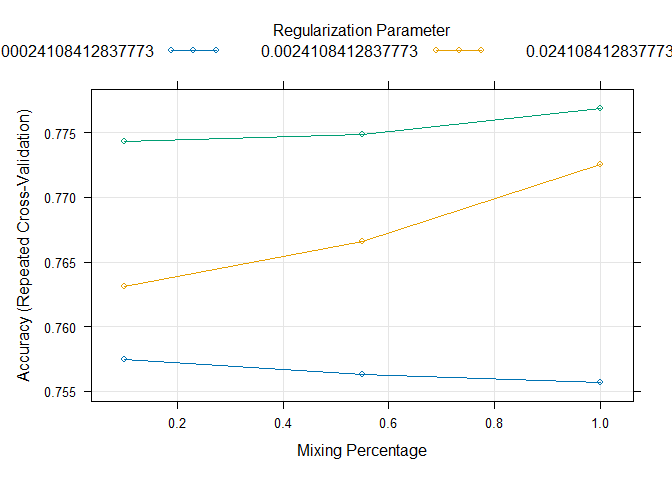 Regularization Parameter
00024108412837773 0.0024108412837773 0.024108412837773
0.775
0.770
0.765
0.760
0.755
Accuracy (Repeated Cross-Validation)
0.2 0.4 0.6 0.8 1.0
Mixing Percentage